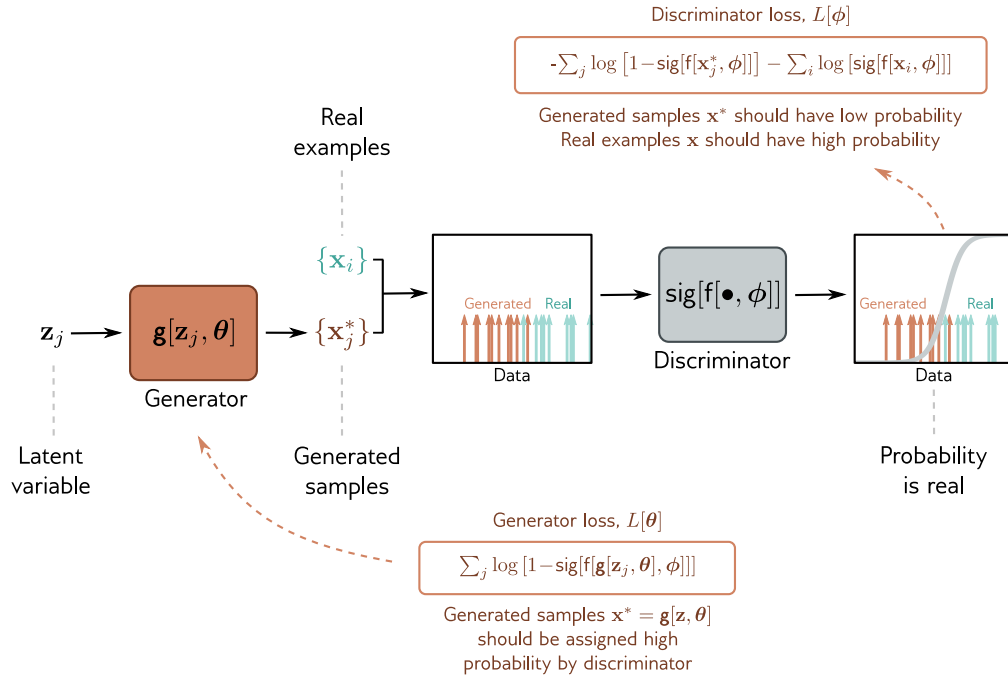 Discriminator loss, L[ϕ]
-∑_j log [1−sig[f[x*_j, ϕ]]] − ∑_i log [sig[f[x_i, ϕ]]]
Generated samples x* should have low probability
Real examples x should have high probability
Real
examples
{x_i}
Generated Real
Data
sig[f[•, ϕ]]
Discriminator
Generated Real
Data
z_j
g[z_j, θ]
Generator
{x*_j}
Latent
variable
Generated
samples
Probability
is real
Generator loss, L[θ]
∑_j log [1−sig[f[g[z_j, θ], ϕ]]]
Generated samples x* = g[z, θ]
should be assigned high
probability by discriminator